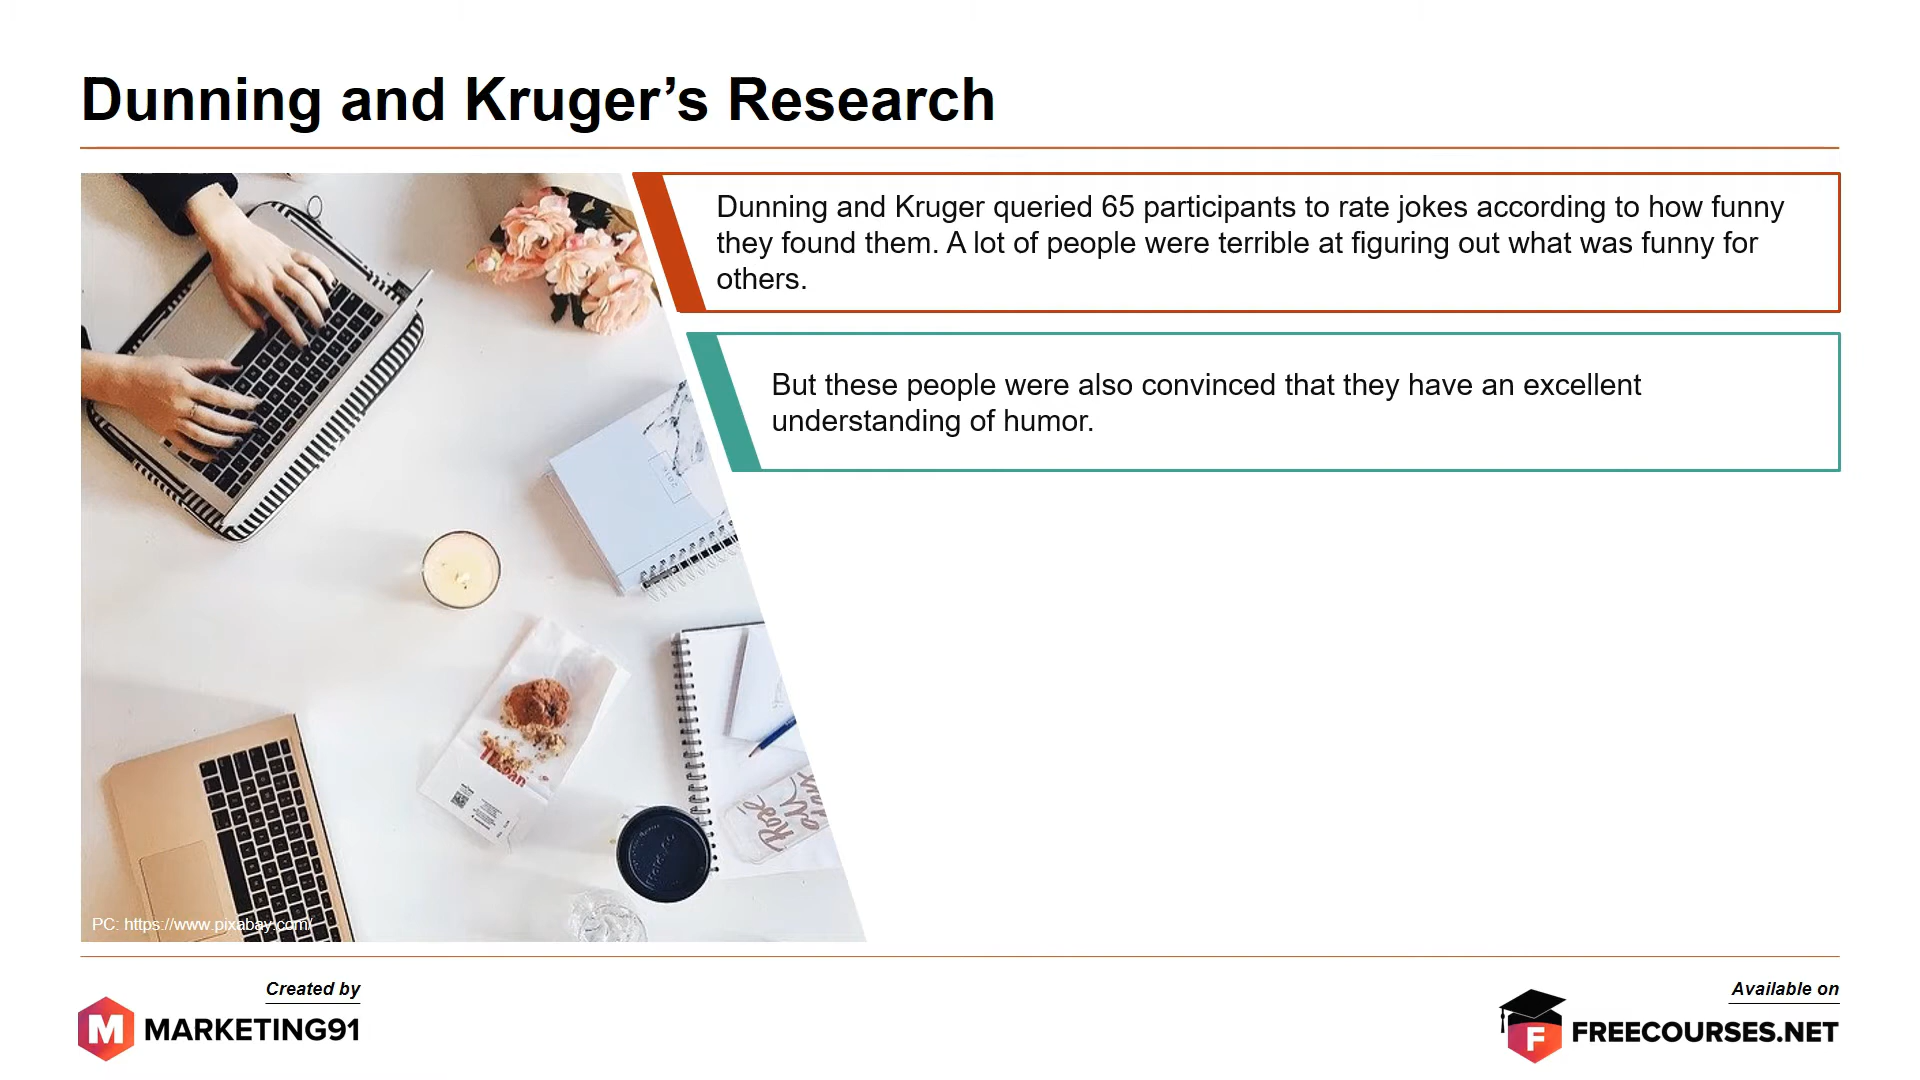 Dunning and Kruger’s Research
Dunning and Kruger queried 65 participants to rate jokes according to how funny
they found them. A lot of people were terrible at figuring out what was funny for
others.
But these people were also convinced that they have an excellent
understanding of humor.
Rosé
PC: https://www.pixabay.com/
Created by
M MARKETING91
Available on
F FREECOURSES.NET